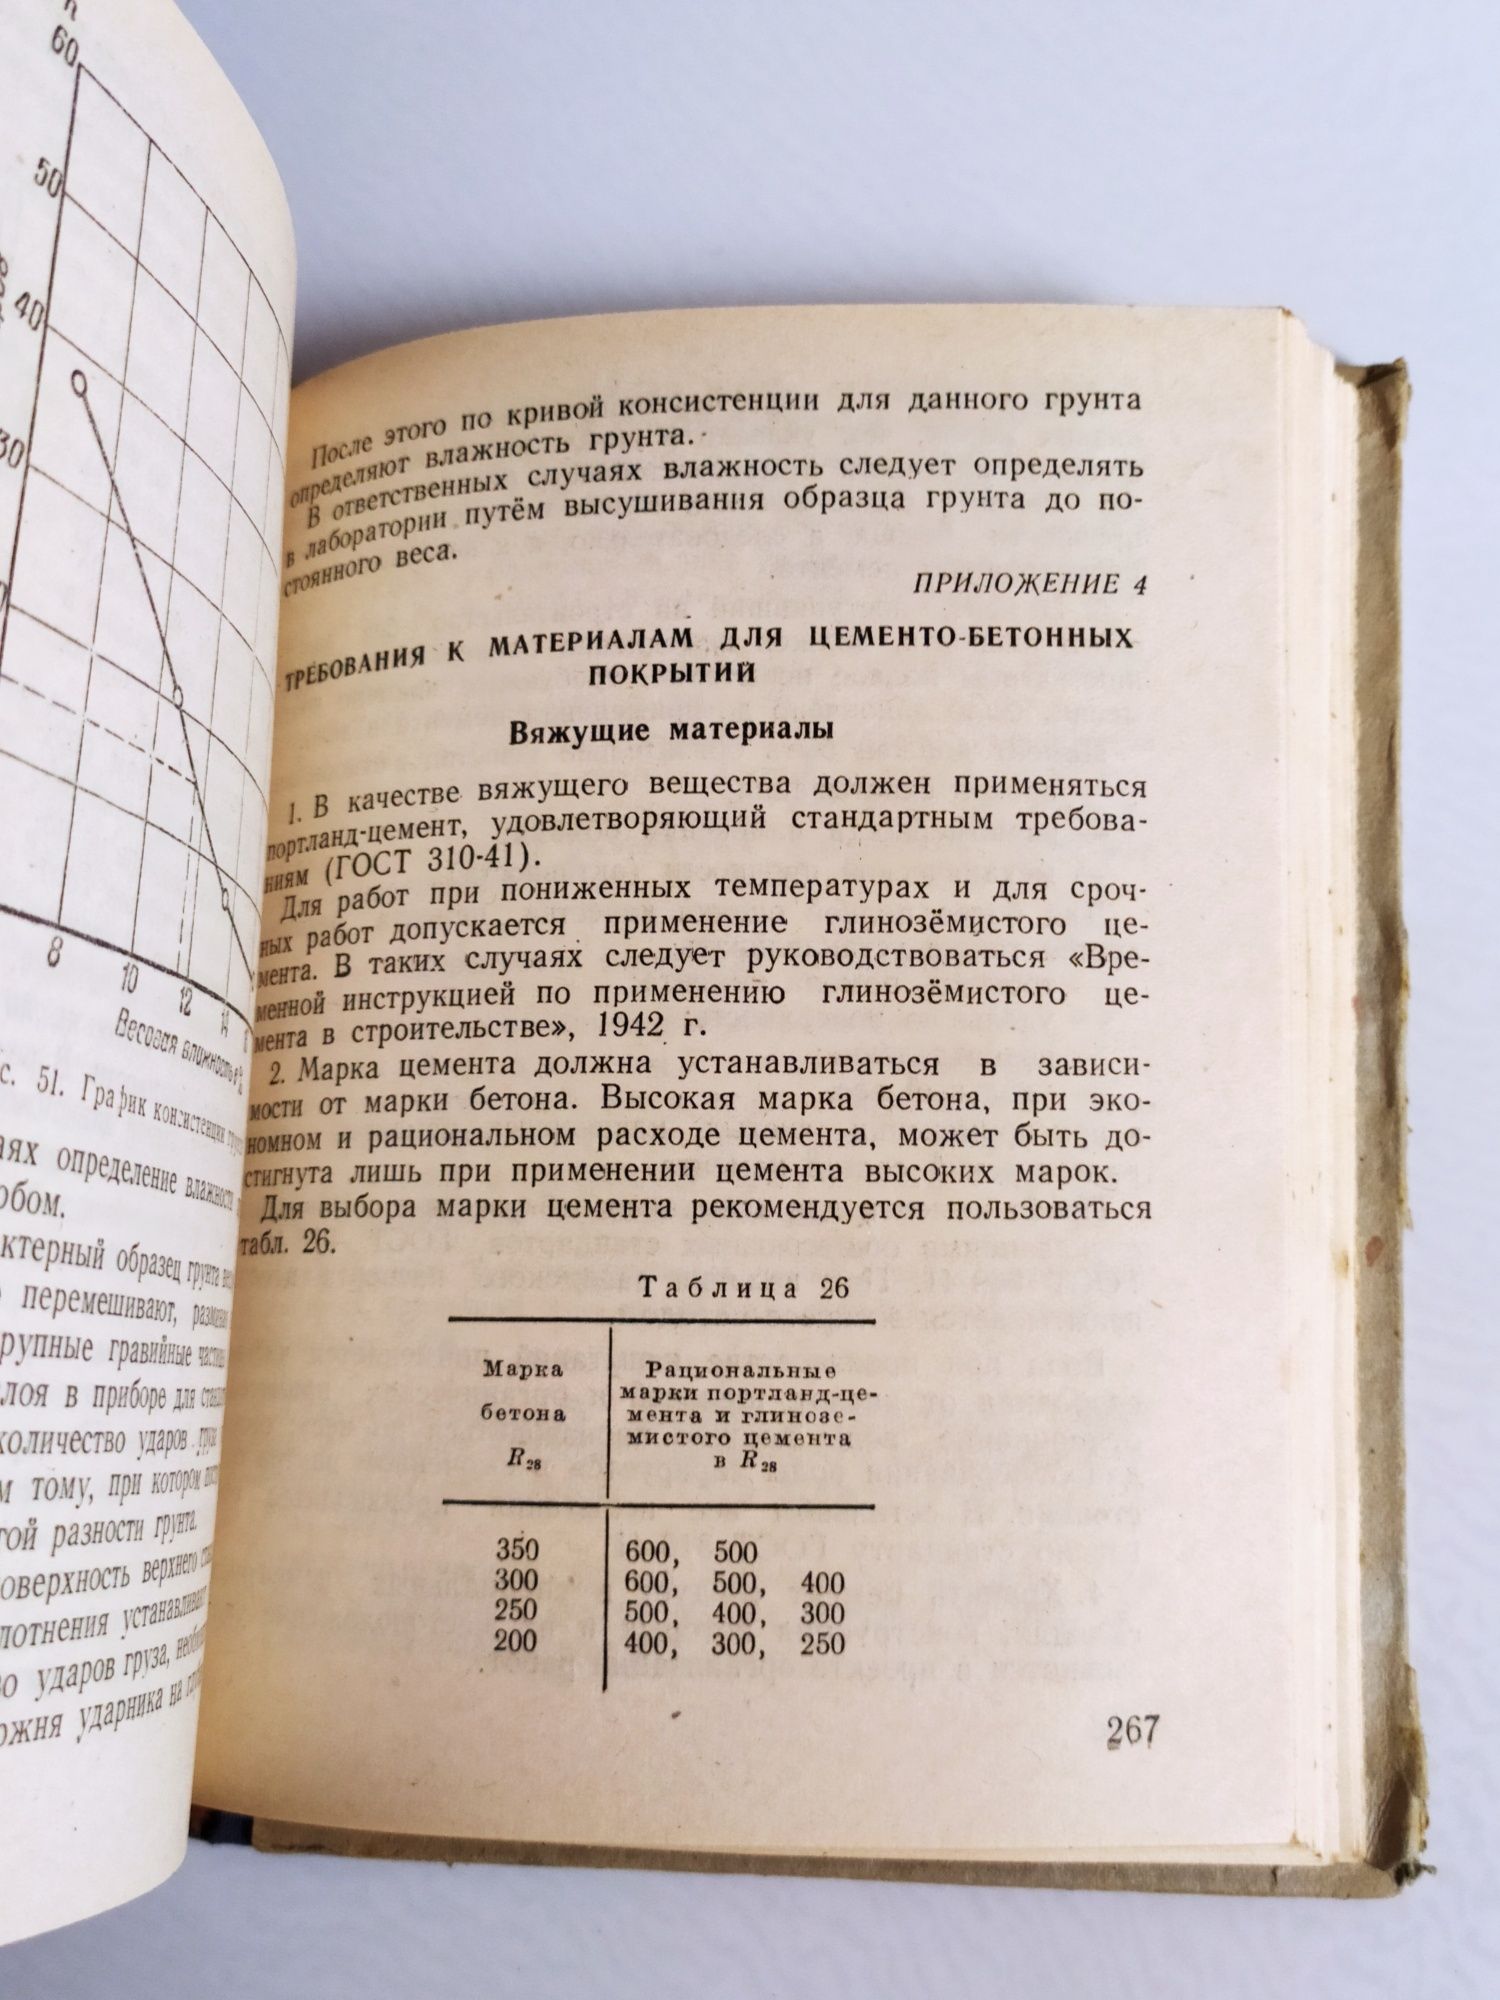 60
50
40
30
8
10
12
14
Весовая влажность
с. 51. График консистенции
определение влажности
обом.
ктерный образец грунта
перемешивают,
рупные гравийные
лоя в приборе для
количество ударов груза
м тому, при котором
гой разности грунта.
оверхность верхнего
лотнения устанавливают
во ударов груза,
ржня ударника на
После этого по кривой консистенции для данного грунта
определяют влажность грунта.
В ответственных случаях влажность следует определять
в лаборатории путём высушивания образца грунта до по-
стоянного веса.
ПРИЛОЖЕНИЕ 4
ТРЕБОВАНИЯ К МАТЕРИАЛАМ ДЛЯ ЦЕМЕНТО-БЕТОННЫХ
ПОКРЫТИЙ
Вяжущие материалы
1. В качестве вяжущего вещества должен применяться
портланд-цемент, удовлетворяющий стандартным требова-
ниям (ГОСТ 310-41).
Для работ при пониженных температурах и для сроч-
ных работ допускается применение глинозёмистого це-
мента. В таких случаях следует руководствоваться «Вре-
менной инструкцией по применению глинозёмистого це-
мента в строительстве», 1942 г.
2. Марка цемента должна устанавливаться в зависи-
мости от марки бетона. Высокая марка бетона, при эко-
номном и рациональном расходе цемента, может быть до-
стигнута лишь при применении цемента высоких марок.
Для выбора марки цемента рекомендуется пользоваться
табл. 26.
Таблица 26
Марка
бетона
R28
Рациональные
марки портланд-це-
мента и глинозе-
мистого цемента
в R28
350 600, 500
300 600, 500, 400
250 500, 400, 300
200 400, 300, 250
267